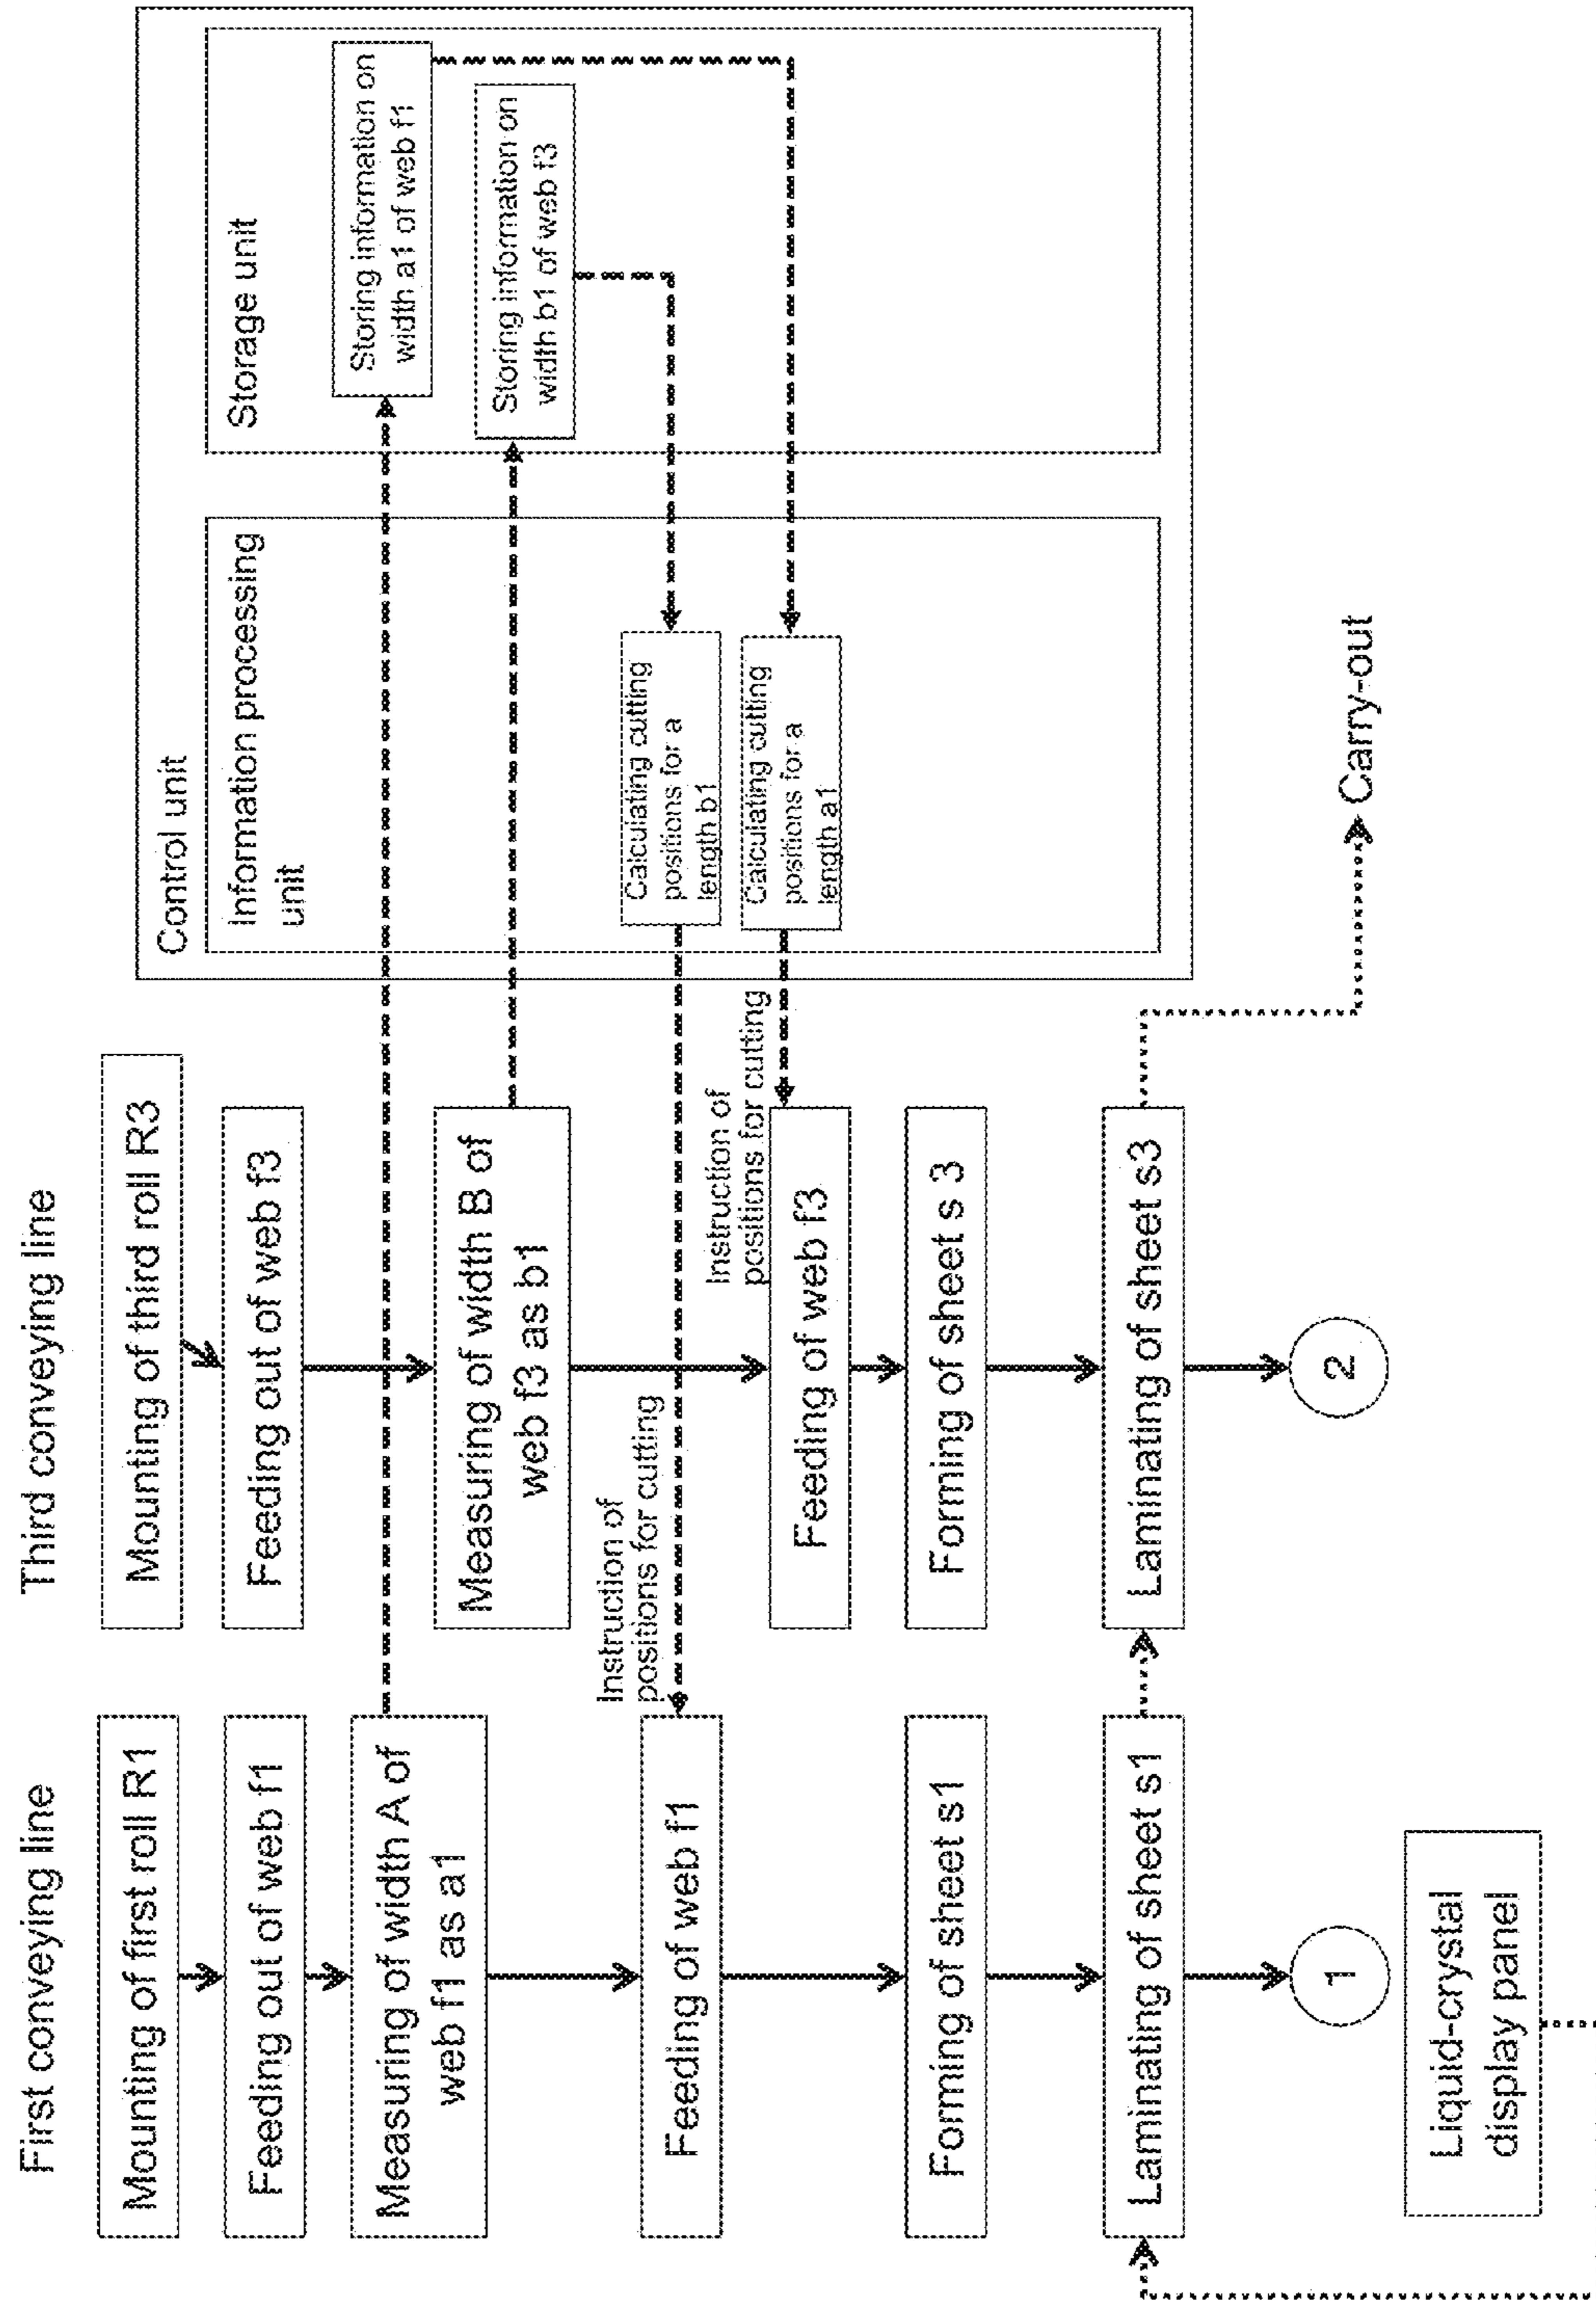 First conveying line
Mounting of first roll R1
Feeding out of web f1
Measuring of width A of
web f1 as a1
Feeding of web f1
Forming of sheet s1
Laminating of sheet s1
1
Liquid-crystal
display panel
Third conveying line
Mounting of third roll R3
Feeding out of web f3
Measuring of width B of
web f3 as b1
Instruction of
positions for cutting
Instruction of
positions for cutting
Feeding of web f3
Forming of sheet s 3
Laminating of sheet s3
2
Control unit
Information processing
unit
Calculating cutting
positions for a
length b1
Calculating cutting
positions for a
length a1
Storage unit
Storing information on
width a1 of web f1
Storing information on
width b1 of web f3
Carry-out